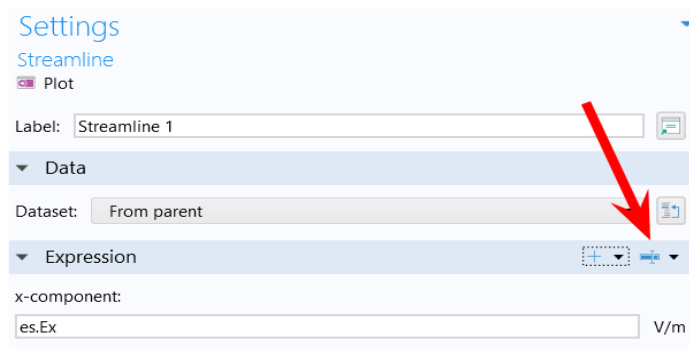 Settings
Streamline
Plot
Label: Streamline 1
Data
Dataset: From parent
Expression
x-component:
es.Ex V/m